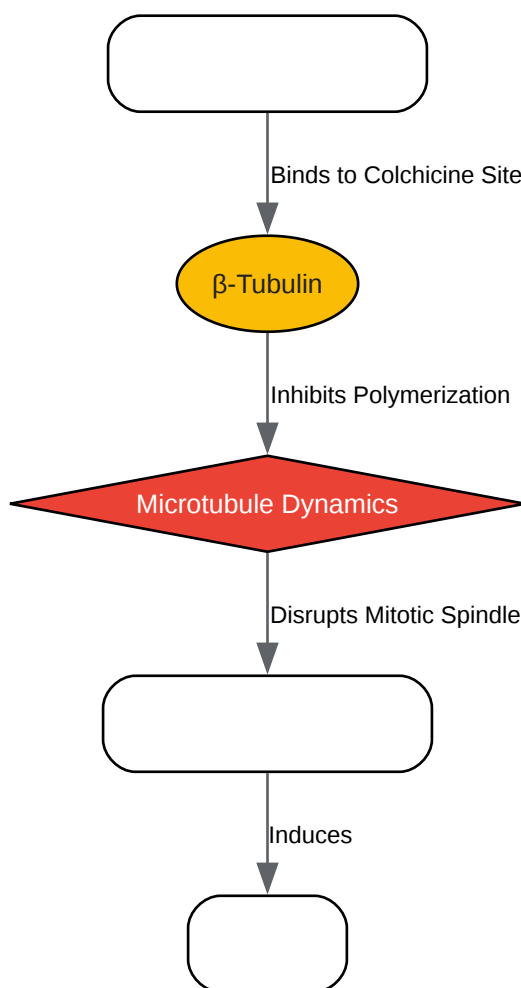 Binds to Colchicine Site
β-Tubulin
Inhibits Polymerization
Microtubule Dynamics
Disrupts Mitotic Spindle
Induces